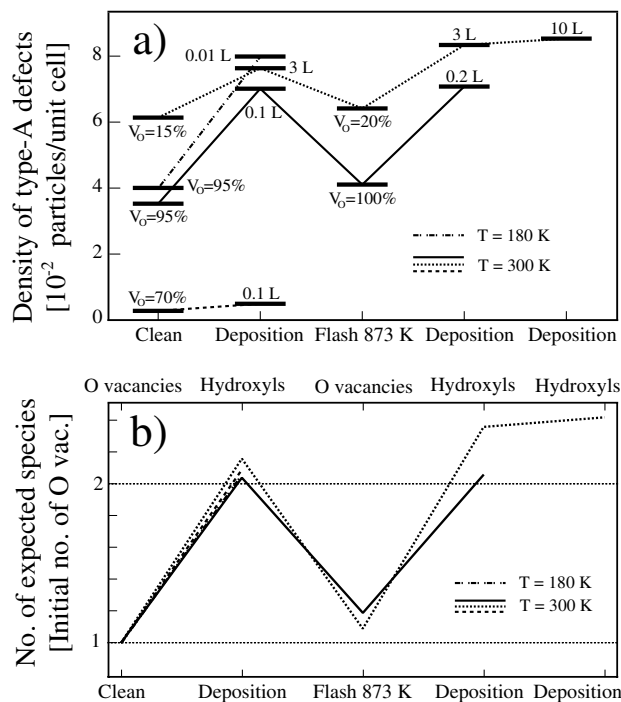 a)
Density of type-A defects
[10⁻² particles/unit cell]
8
6
4
2
0
0.01 L
3 L
0.1 L
3 L
10 L
0.2 L
V_O=15%
V_O=20%
V_O=95%
V_O=95%
V_O=100%
V_O=70%
0.1 L
T = 180 K
T = 300 K
Clean Deposition Flash 873 K Deposition Deposition
O vacancies Hydroxyls O vacancies Hydroxyls Hydroxyls
b)
No. of expected species
[Initial no. of O vac.]
2
1
T = 180 K
T = 300 K
Clean Deposition Flash 873 K Deposition Deposition